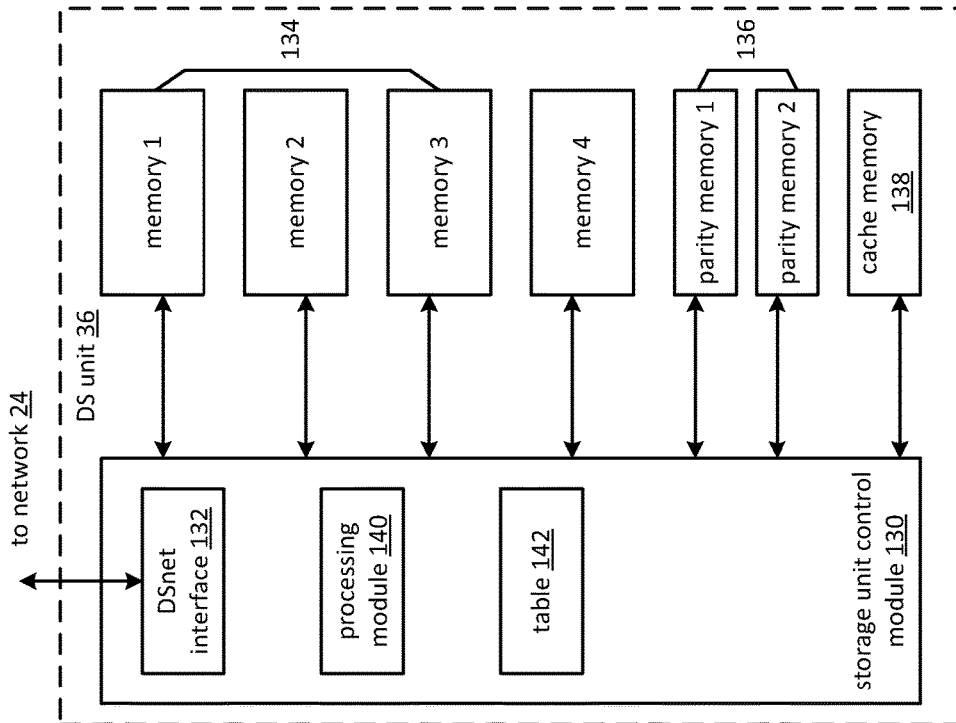 to network 24
DS unit 36
DSnet
interface 132
processing
module 140
table 142
storage unit control
module 130
memory 1
memory 2
memory 3
memory 4
parity memory 1
parity memory 2
cache memory
138
134
136